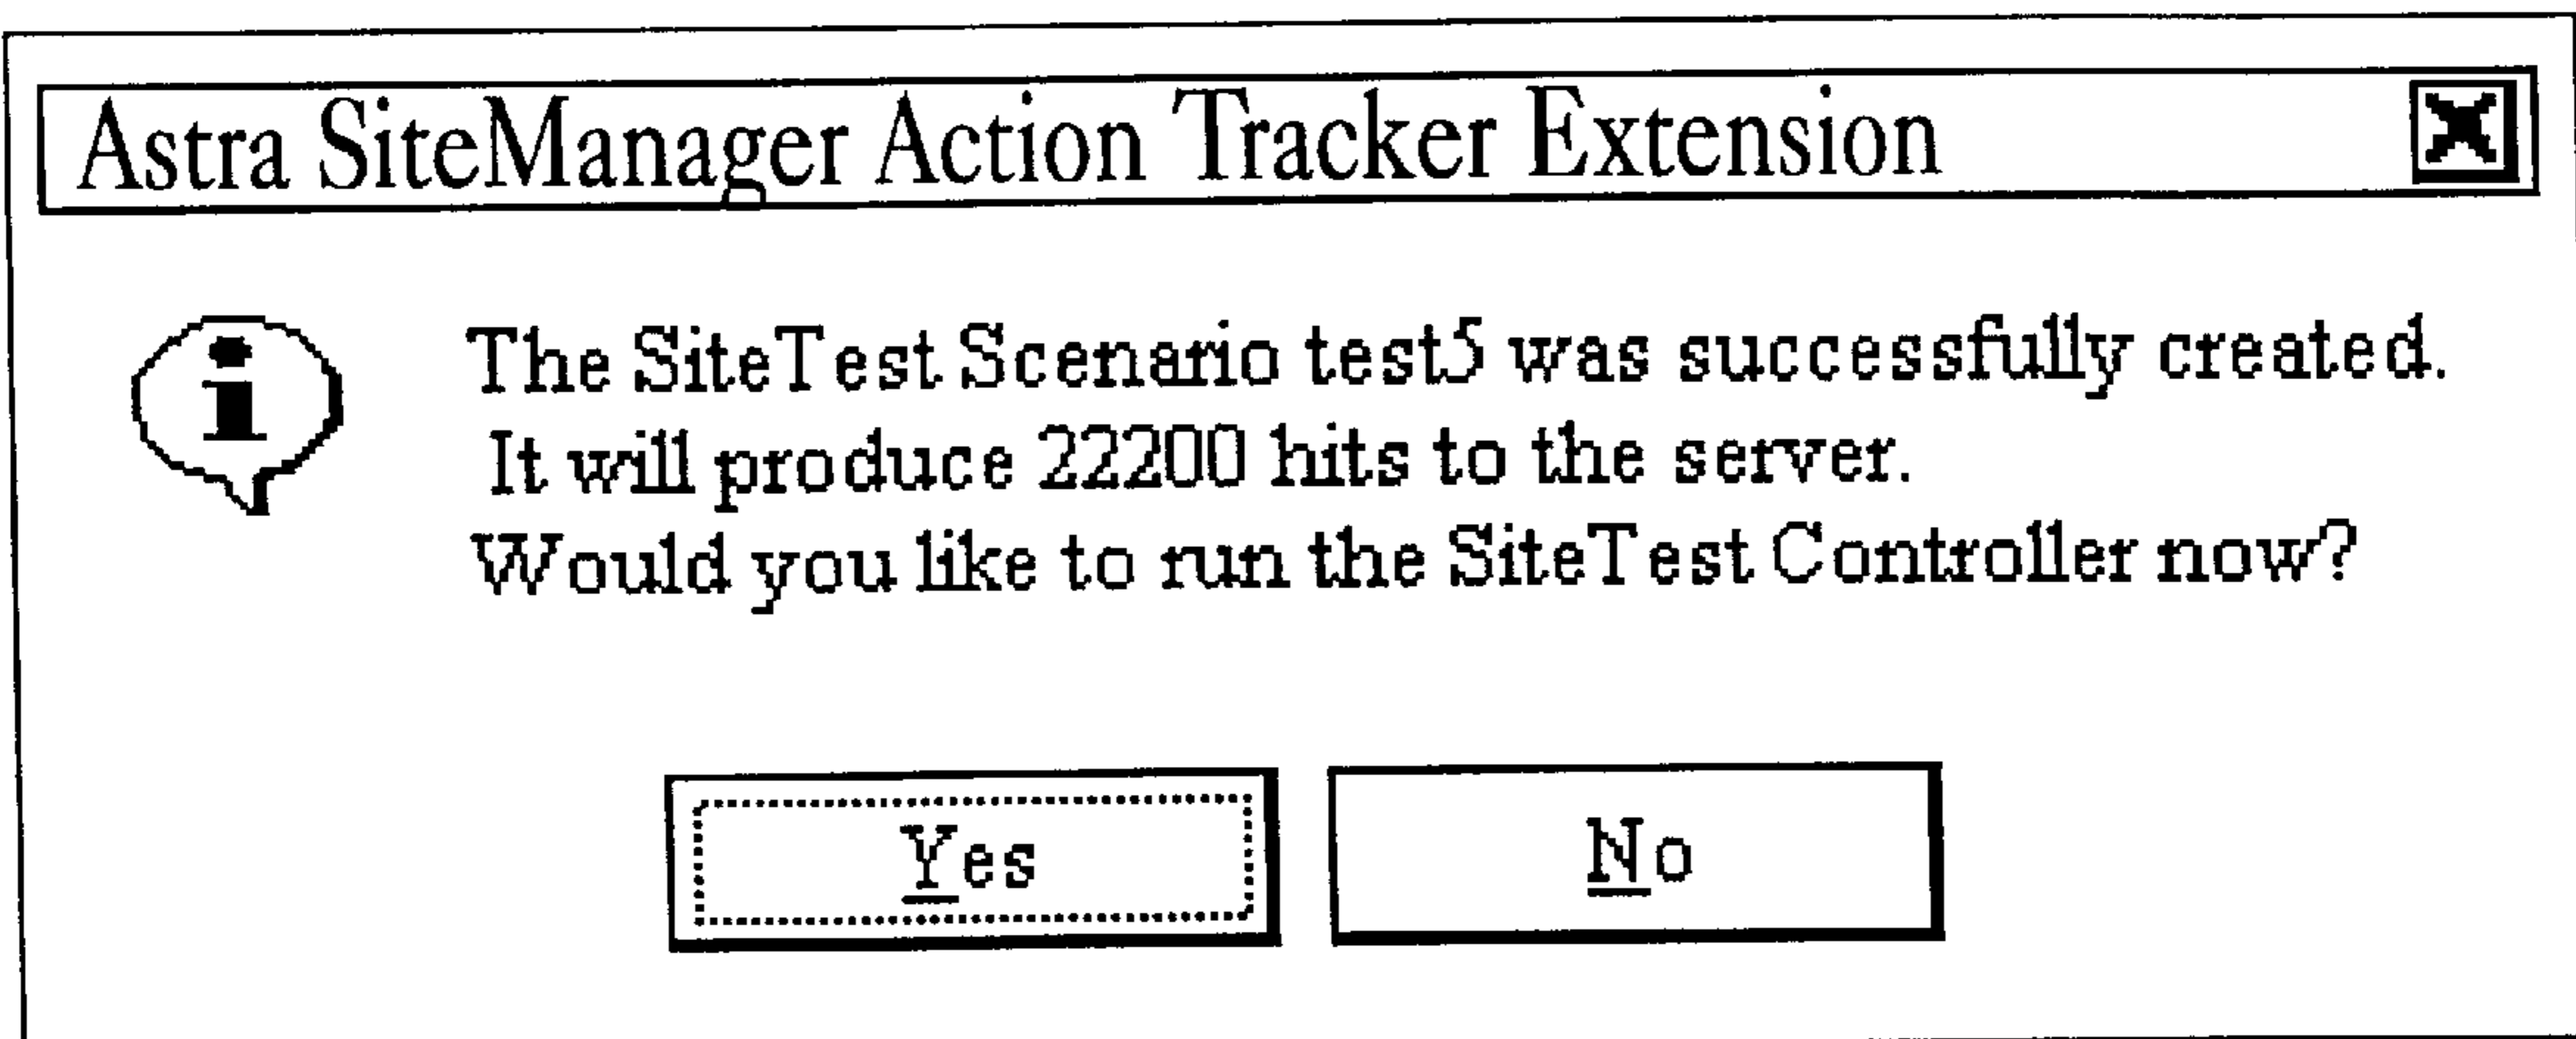 Astra SiteManager Action Tracker Extension
The SiteTest Scenario test5 was successfully created.
It will produce 22200 hits to the server.
Would you like to run the SiteTest Controller now?
Yes
No